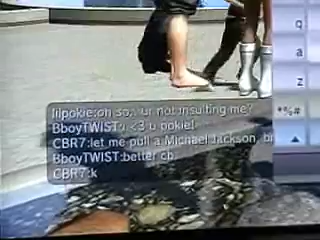 q
a
z
*º/#
lilpokie:oh so.. ur not insulting me?
BboyTWIST:i <3 u pokie!
CBR7:let me pull a Michael Jackson, br
BboyTWIST:better cb.
CBR7:k